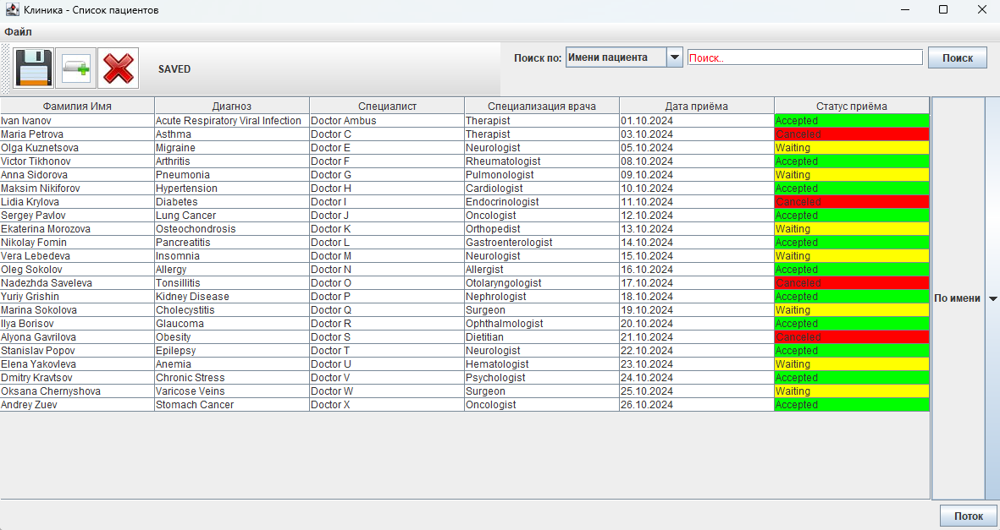 Клиника - Список пациентов
Файл
SAVED
Поиск по: Имени пациента Поиск.. Поиск
Фамилия Имя Диагноз Специалист Специализация врача Дата приёма Статус приёма
Ivan Ivanov Acute Respiratory Viral Infection Doctor Ambus Therapist 01.10.2024 Accepted
Maria Petrova Asthma Doctor C Therapist 03.10.2024 Canceled
Olga Kuznetsova Migraine Doctor E Neurologist 05.10.2024 Waiting
Victor Tikhonov Arthritis Doctor F Rheumatologist 08.10.2024 Accepted
Anna Sidorova Pneumonia Doctor G Pulmonologist 09.10.2024 Waiting
Maksim Nikiforov Hypertension Doctor H Cardiologist 10.10.2024 Accepted
Lidia Krylova Diabetes Doctor I Endocrinologist 11.10.2024 Canceled
Sergey Pavlov Lung Cancer Doctor J Oncologist 12.10.2024 Accepted
Ekaterina Morozova Osteochondrosis Doctor K Orthopedist 13.10.2024 Waiting
Nikolay Fomin Pancreatitis Doctor L Gastroenterologist 14.10.2024 Accepted
Vera Lebedeva Insomnia Doctor M Neurologist 15.10.2024 Waiting
Oleg Sokolov Allergy Doctor N Allergist 16.10.2024 Accepted
Nadezhda Saveleva Tonsillitis Doctor O Otolaryngologist 17.10.2024 Canceled
Yuriy Grishin Kidney Disease Doctor P Nephrologist 18.10.2024 Accepted
Marina Sokolova Cholecystitis Doctor Q Surgeon 19.10.2024 Waiting
Ilya Borisov Glaucoma Doctor R Ophthalmologist 20.10.2024 Accepted
Alyona Gavrilova Obesity Doctor S Dietitian 21.10.2024 Canceled
Stanislav Popov Epilepsy Doctor T Neurologist 22.10.2024 Accepted
Elena Yakovleva Anemia Doctor U Hematologist 23.10.2024 Waiting
Dmitry Kravtsov Chronic Stress Doctor V Psychologist 24.10.2024 Accepted
Oksana Chernyshova Varicose Veins Doctor W Surgeon 25.10.2024 Waiting
Andrey Zuev Stomach Cancer Doctor X Oncologist 26.10.2024 Accepted
По имени
Поток